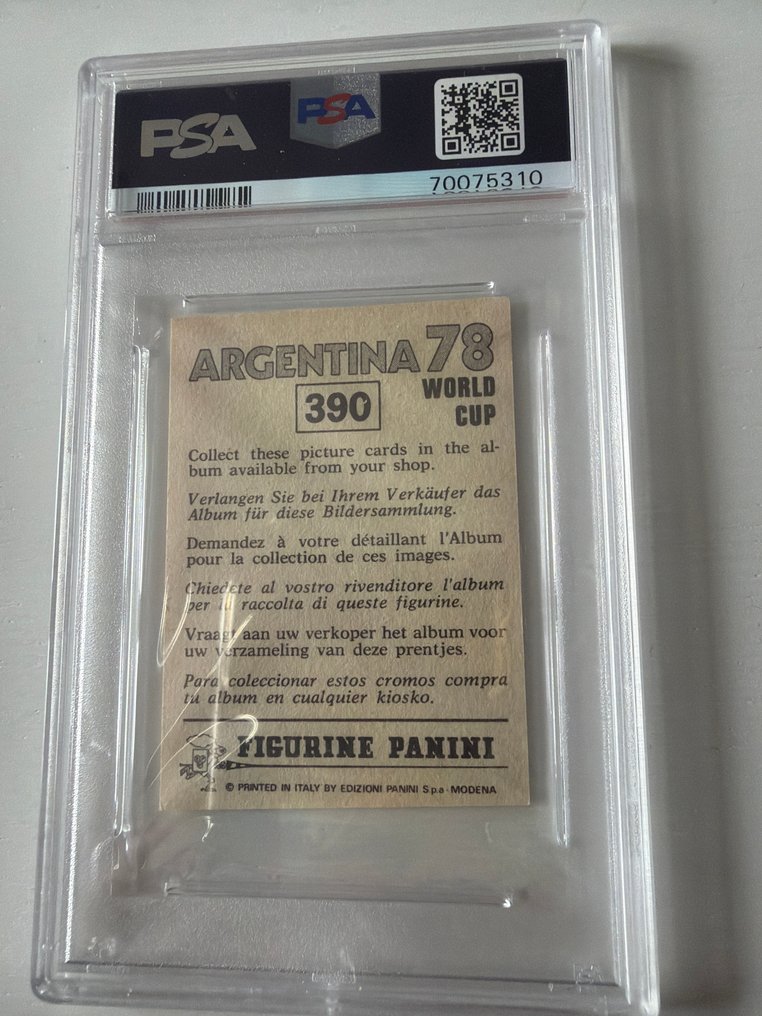 PSA
PSA
70075310
ARGENTINA 78
390
WORLD
CUP
Collect these picture cards in the al-
bum available from your shop.
Verlangen Sie bei Ihrem Verkäufer das
Album für diese Bildersammlung.
Demandez à votre détaillant l'Album
pour la collection de ces images.
Chiedete al vostro rivenditore l'album
per la raccolta di queste figurine.
Vraagt aan uw verkoper het album voor
uw verzameling van deze prentjes.
Para coleccionar estos cromos compra
tu album en cualquier kiosko.
FIGURINE PANINI
© PRINTED IN ITALY BY EDIZIONI PANINI S.p.a - MODENA